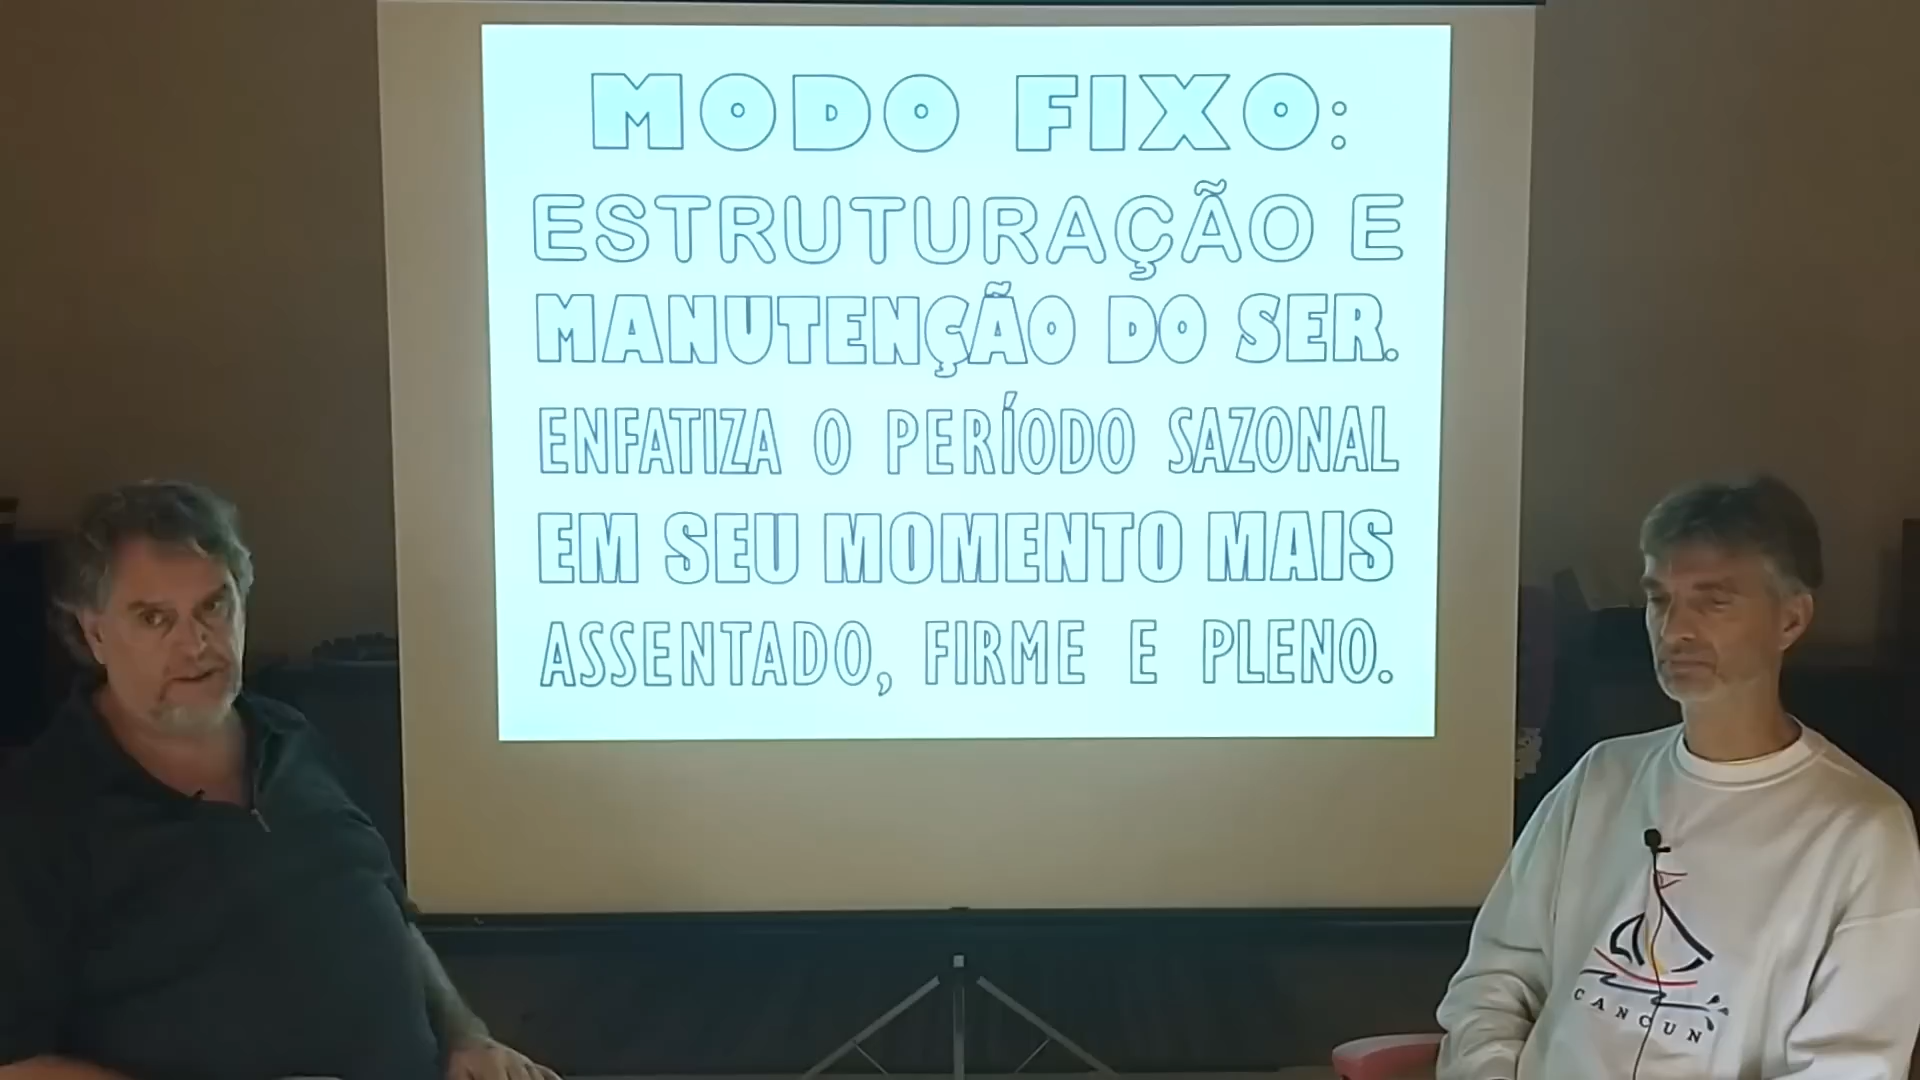 MODO FIXO:
ESTRUTURAÇÃO E
MANUTENÇÃO DO SER.
ENFATIZA O PERÍODO SAZONAL
EM SEU MOMENTO MAIS
ASSENTADO, FIRME E PLENO.
CANCUN